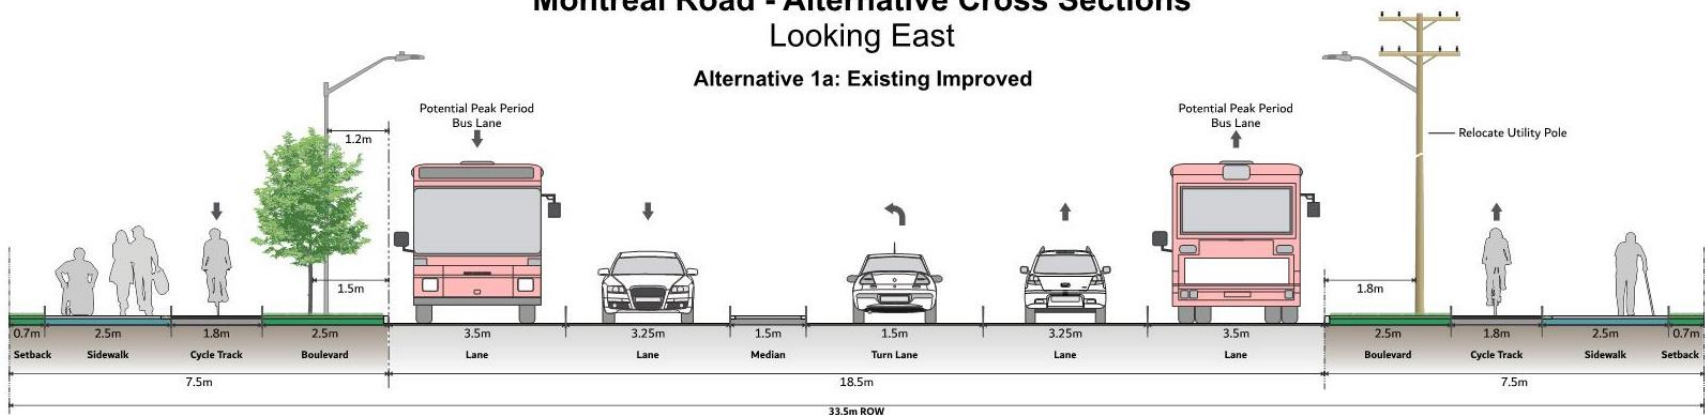 Montreal Road - Alternative Cross Sections
Looking East
Alternative 1a: Existing Improved
Potential Peak Period
Bus Lane
Potential Peak Period
Bus Lane
Relocate Utility Pole
1.2m
1.5m
1.8m
0.7m 2.5m 1.8m 2.5m 3.5m 3.25m 1.5m 1.5m 3.25m 3.5m 2.5m 1.8m 2.5m 0.7m
Setback Sidewalk Cycle Track Boulevard Lane Lane Median Turn Lane Lane Lane Boulevard Cycle Track Sidewalk Setback
7.5m 18.5m 7.5m
33.5m ROW